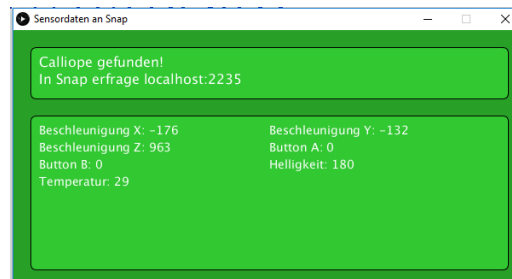 Sensordaten an Snap
Calliope gefunden!
In Snap erfrage localhost:2235
Beschleunigung X: -176 Beschleunigung Y: -132
Beschleunigung Z: 963 Button A: 0
Button B: 0 Helligkeit: 180
Temperatur: 29